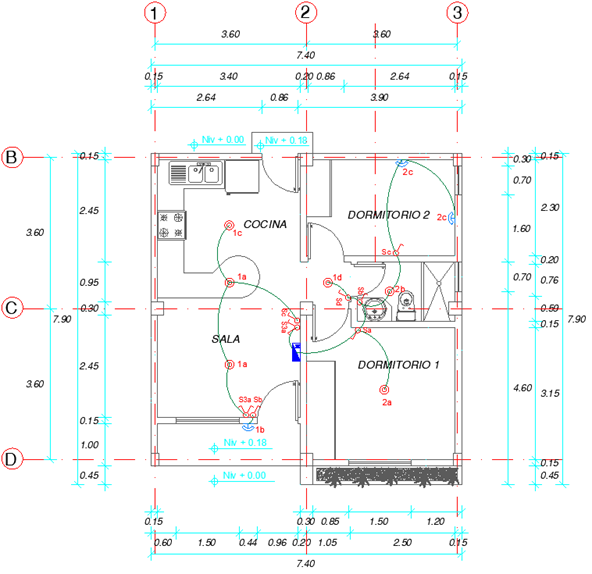 1 2 3
3.60 3.60
7.40
0.15 3.40 0.20 0.86 2.64 0.15
2.64 0.86 3.90
Niv + 0.00 Niv + 0.18
B 0.15 0.30 0.15
2c
0.70
2.45 2.30
COCINA DORMITORIO 2 2c
1c
3.60 1.60
Sc
0.20
0.95 1a 1d 0.70 0.76
2b
Sb
Sd
7.90 C 0.30 0.59 7.90
Sc
S3a Sa
0.15
SALA
2.45 DORMITORIO 1
1a
3.60 4.60 3.15
2a
S3a Sb
0.15 1b
1.00 Niv + 0.18
D 0.15
0.45 Niv + 0.00 0.45
0.15 0.30 0.85 1.50 1.20
0.60 1.50 0.44 0.96 0.20 1.05 2.50 0.15
7.40